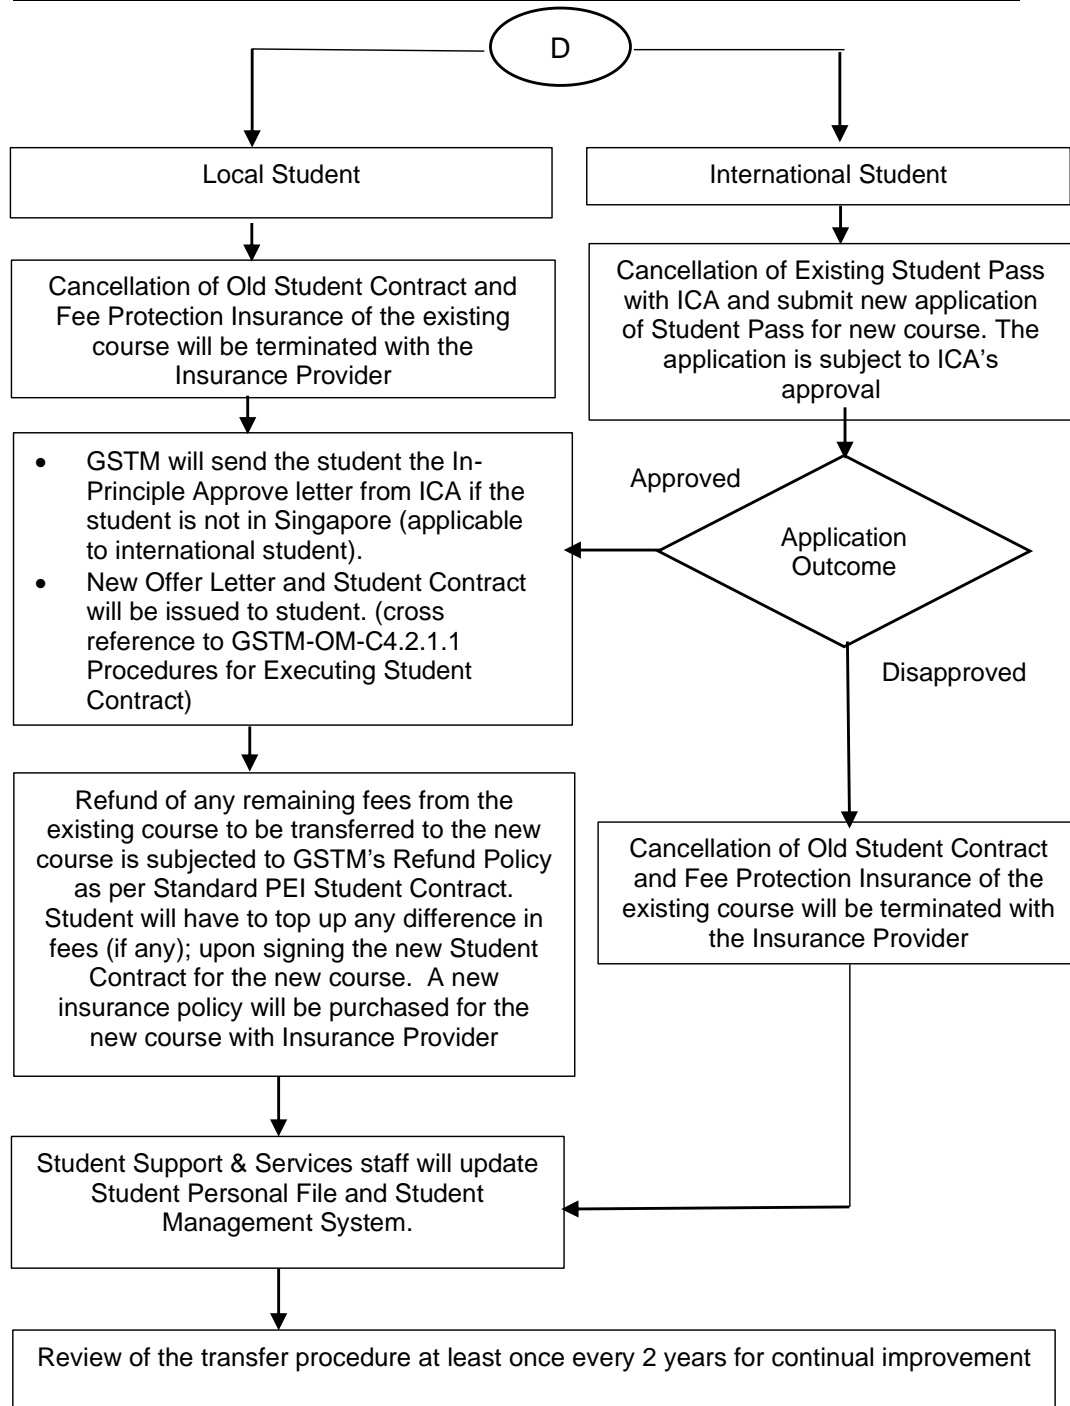 D
Local Student
International Student
Cancellation of Old Student Contract and
Fee Protection Insurance of the existing
course will be terminated with the
Insurance Provider
Cancellation of Existing Student Pass
with ICA and submit new application
of Student Pass for new course. The
application is subject to ICA's
approval
• GSTM will send the student the In-
Principle Approve letter from ICA if the
student is not in Singapore (applicable
to international student).
• New Offer Letter and Student Contract
will be issued to student. (cross
reference to GSTM-OM-C4.2.1.1
Procedures for Executing Student
Contract)
Approved
Application
Outcome
Disapproved
Refund of any remaining fees from the
existing course to be transferred to the new
course is subjected to GSTM's Refund Policy
as per Standard PEI Student Contract.
Student will have to top up any difference in
fees (if any); upon signing the new Student
Contract for the new course. A new
insurance policy will be purchased for the
new course with Insurance Provider
Cancellation of Old Student Contract
and Fee Protection Insurance of the
existing course will be terminated with
the Insurance Provider
Student Support & Services staff will update
Student Personal File and Student
Management System.
Review of the transfer procedure at least once every 2 years for continual improvement